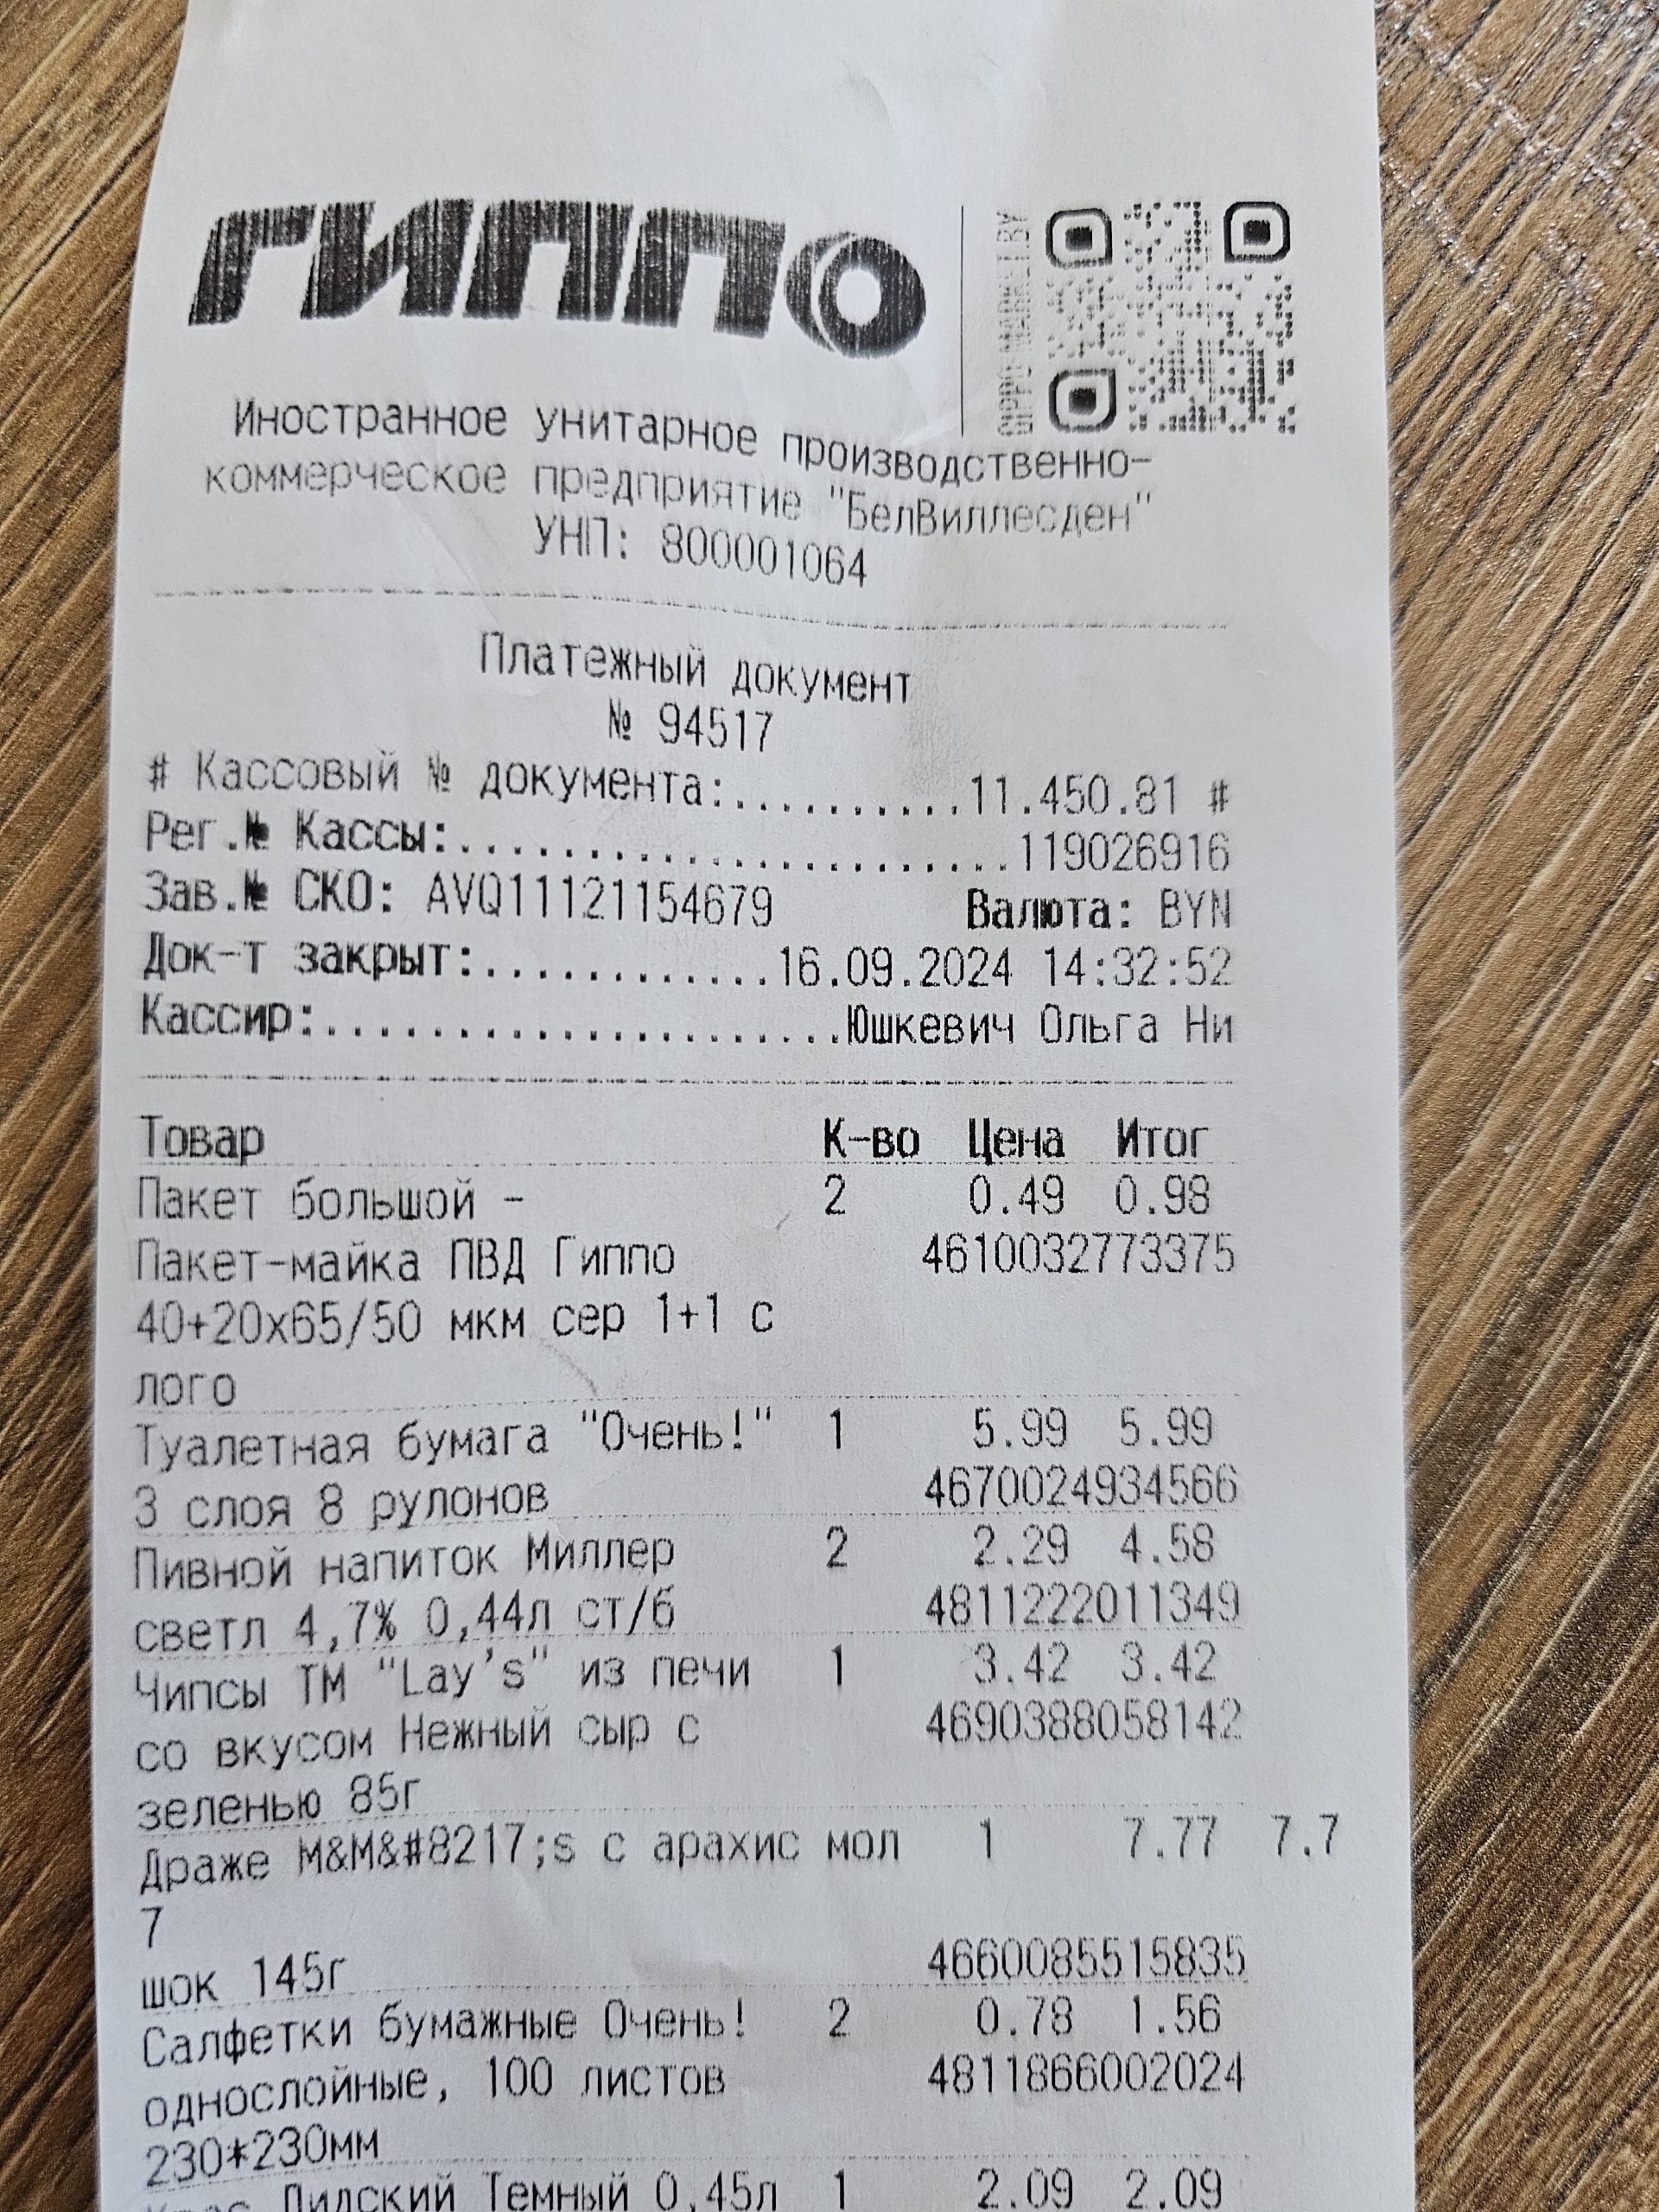 ГИППО
GIPPO-MARKET.BY
Иностранное унитарное производственно-
коммерческое предприятие "БелВиллесден"
УНП: 800001064
Платежный документ
№ 94517
# Кассовый № документа:...........11.450.81 #
Рег.№ Кассы:......................119026916
Зав.№ СКО: AVQ11121154679 Валюта: BYN
Док-т закрыт:............16.09.2024 14:32:52
Кассир:.....................Юшкевич Ольга Ни
Товар К-во Цена Итог
Пакет большой - 2 0.49 0.98
Пакет-майка ПВД Гиппо 4610032773375
40+20x65/50 мкм сер 1+1 с
лого
Туалетная бумага "Очень!" 1 5.99 5.99
3 слоя 8 рулонов 4670024934566
Пивной напиток Миллер 2 2.29 4.58
светл 4,7% 0,44л ст/б 4811222011349
Чипсы ТМ "Lay's" из печи 1 3.42 3.42
со вкусом Нежный сыр с 4690388058142
зеленью 85г
Драже M&M&#8217;s с арахис мол 1 7.77 7.7
7
шок 145г 4660085515835
Салфетки бумажные Очень! 2 0.78 1.56
однослойные, 100 листов 4811866002024
230*230мм
Квас Лидский Темный 0,45л 1 2.09 2.09